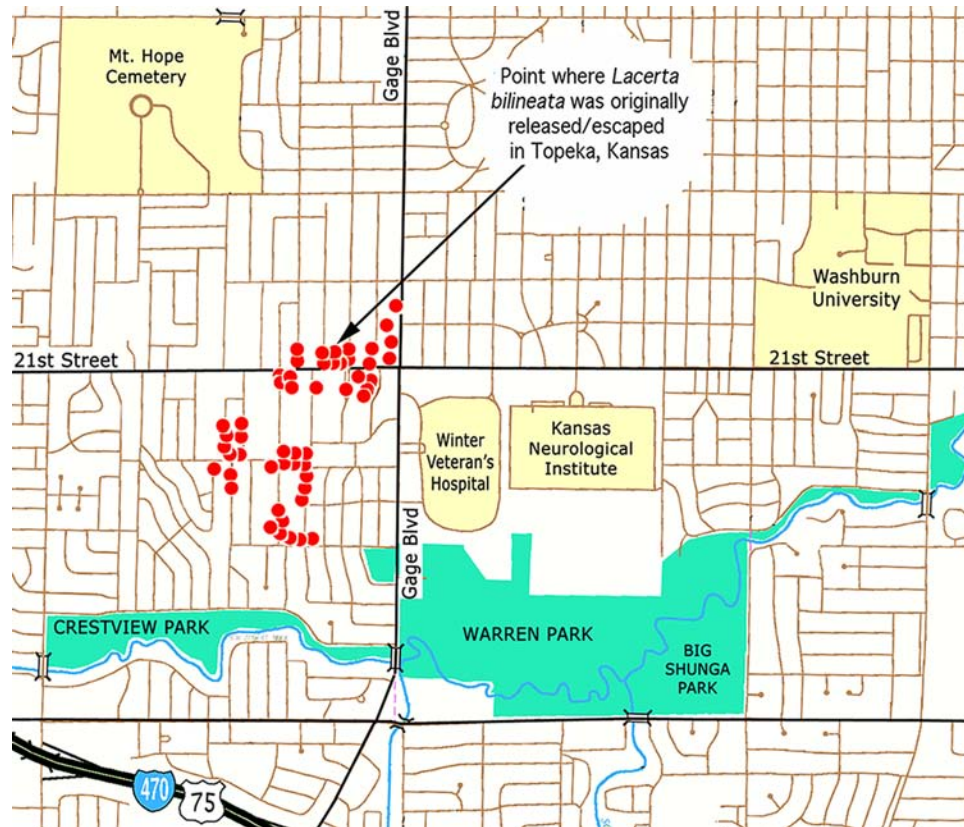 Mt. Hope
Cemetery
Gage Blvd
Point where Lacerta
bilineata was originally
released/escaped
in Topeka, Kansas
Washburn
University
21st Street
21st Street
Winter
Veteran's
Hospital
Kansas
Neurological
Institute
Gage Blvd
CRESTVIEW PARK
WARREN PARK
BIG
SHUNGA
PARK
470
75